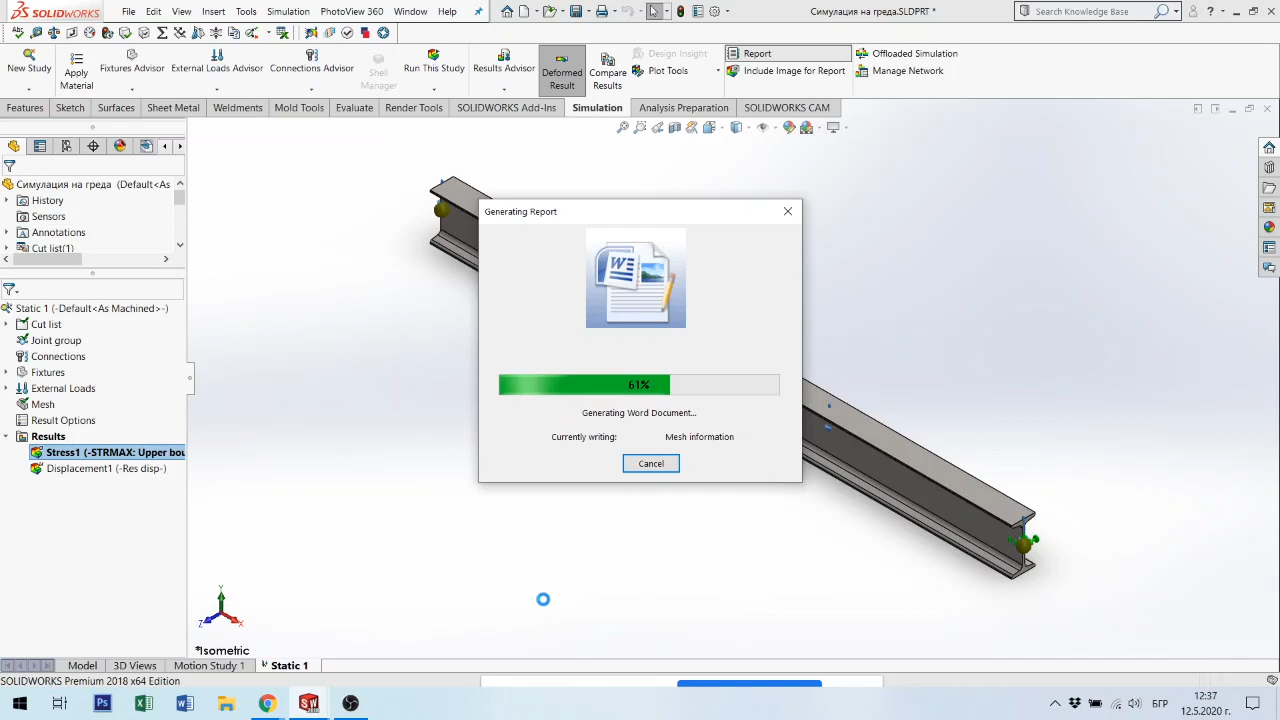 SOLIDWORKS File Edit View Insert Tools Simulation PhotoView 360 Window Help Симулация на греда.SLDPRT * Search Knowledge Base
New Study Apply Material Fixtures Advisor External Loads Advisor Connections Advisor Shell Manager Run This Study Results Advisor Deformed Result Compare Results Design Insight Plot Tools Report Include Image for Report Offloaded Simulation Manage Network
Features Sketch Surfaces Sheet Metal Weldments Mold Tools Evaluate Render Tools SOLIDWORKS Add-Ins Simulation Analysis Preparation SOLIDWORKS CAM
Симулация на греда (Default<As
History
Sensors
Annotations
Cut list(1)
Static 1 (-Default<As Machined>-)
Cut list
Joint group
Connections
Fixtures
External Loads
Mesh
Result Options
Results
Stress1 (-STRMAX: Upper bou
Displacement1 (-Res disp-)
Generating Report
W
61%
Generating Word Document...
Currently writing: Mesh information
Cancel
Y
Z X
*Isometric
Model 3D Views Motion Study 1 Static 1
SOLIDWORKS Premium 2018 x64 Edition
Ps БГР 12:37
12.5.2020 г.